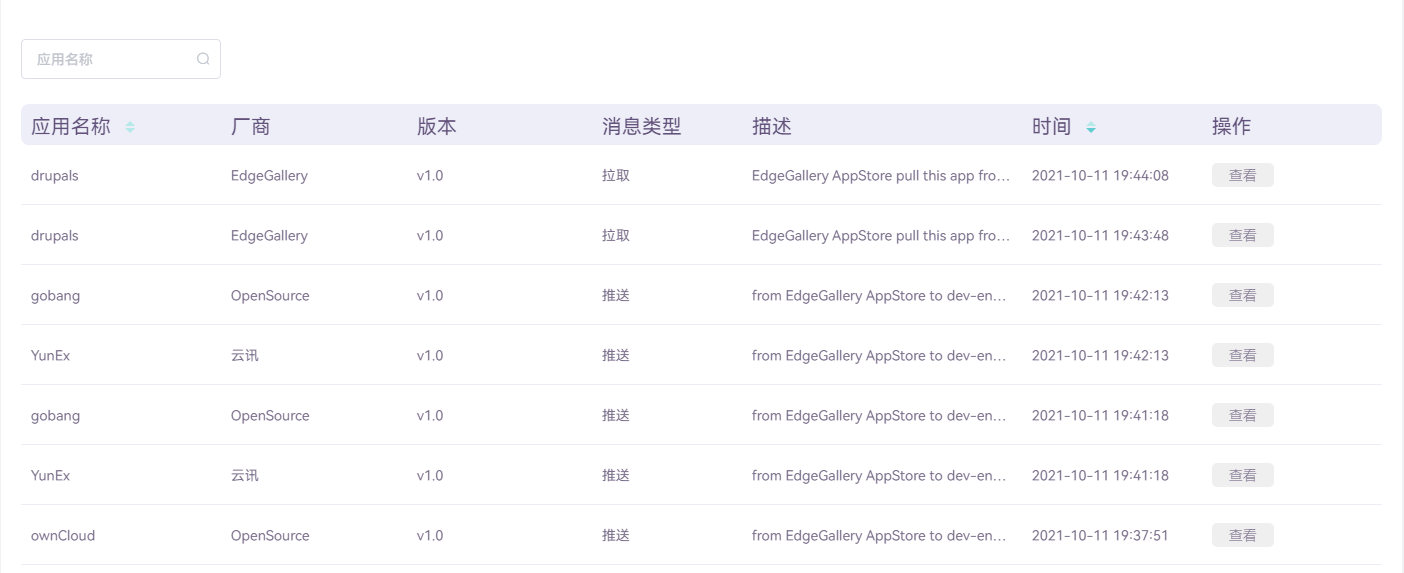 应用名称
应用名称 厂商 版本 消息类型 描述 时间 操作
drupals EdgeGallery v1.0 拉取 EdgeGallery AppStore pull this app fro... 2021-10-11 19:44:08 查看
drupals EdgeGallery v1.0 拉取 EdgeGallery AppStore pull this app fro... 2021-10-11 19:43:48 查看
gobang OpenSource v1.0 推送 from EdgeGallery AppStore to dev-en... 2021-10-11 19:42:13 查看
YunEx 云讯 v1.0 推送 from EdgeGallery AppStore to dev-en... 2021-10-11 19:42:13 查看
gobang OpenSource v1.0 推送 from EdgeGallery AppStore to dev-en... 2021-10-11 19:41:18 查看
YunEx 云讯 v1.0 推送 from EdgeGallery AppStore to dev-en... 2021-10-11 19:41:18 查看
ownCloud OpenSource v1.0 推送 from EdgeGallery AppStore to dev-en... 2021-10-11 19:37:51 查看